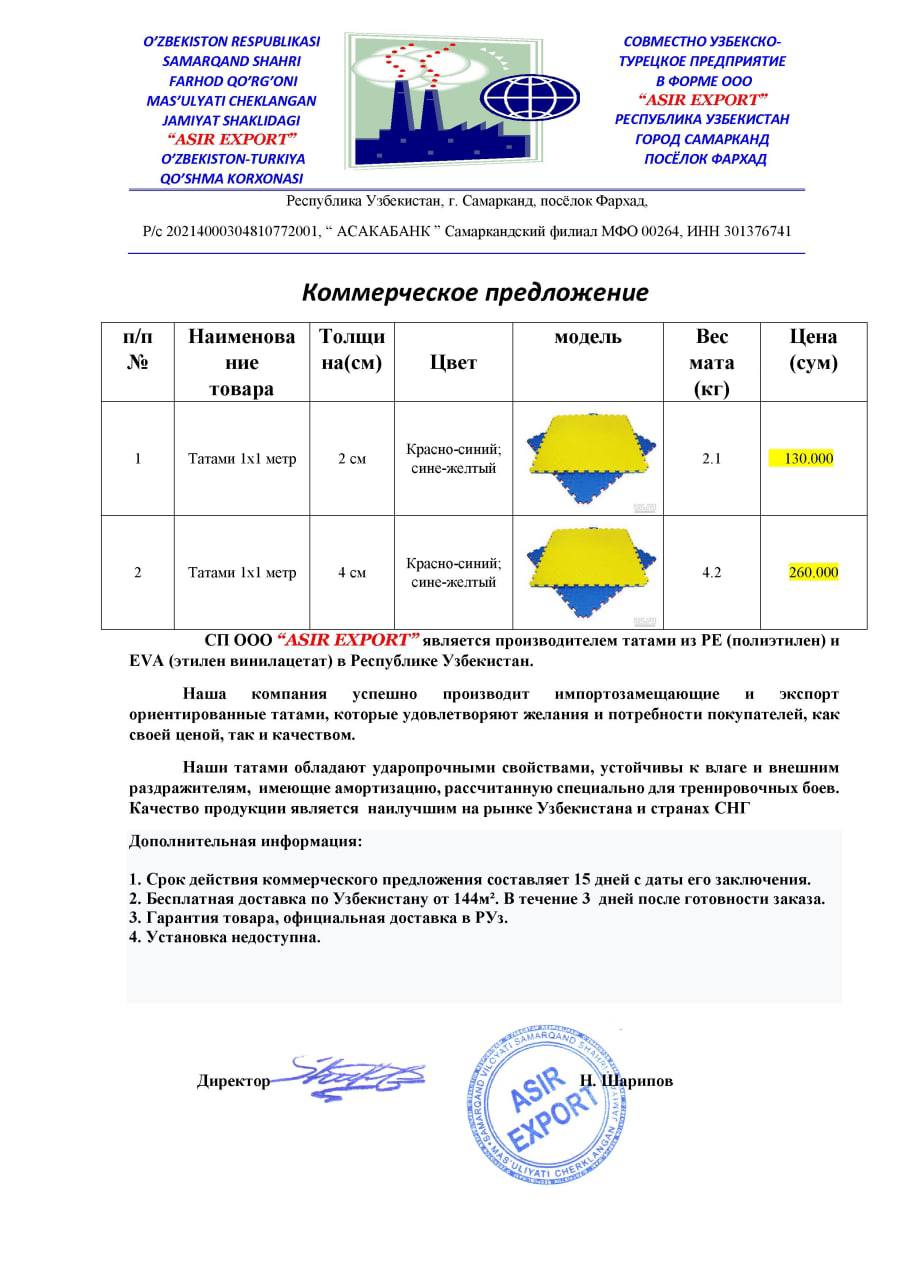 O’ZBEKISTON RESPUBLIKASI
SAMARQAND SHAHRI
FARHOD QO’RG’ONI
MAS’ULYATI CHEKLANGAN
JAMIYAT SHAKLIDAGI
“ASIR EXPORT”
O’ZBEKISTON-TURKIYA
QO’SHMA KORXONASI
СОВМЕСТНО УЗБЕКСКО-
ТУРЕЦКОЕ ПРЕДПРИЯТИЕ
В ФОРМЕ ООО
“ASIR EXPORT”
РЕСПУБЛИКА УЗБЕКИСТАН
ГОРОД САМАРКАНД
ПОСЁЛОК ФАРХАД
Республика Узбекистан, г. Самарканд, посёлок Фархад,
Р/с 20214000304810772001, “ АСАКАБАНК ” Самаркандский филиал МФО 00264, ИНН 301376741
Коммерческое предложение
п/п
№
Наименова
ние
товара
Толщи
на(см)
Цвет
модель
Вес
мата
(кг)
Цена
(сум)
1
Татами 1х1 метр
2 см
Красно-синий;
сине-желтый
2.1
130.000
2
Татами 1х1 метр
4 см
Красно-синий;
сине-желтый
4.2
260.000
СП ООО “ASIR EXPORT” является производителем татами из PE (полиэтилен) и
EVA (этилен винилацетат) в Республике Узбекистан.
Наша компания успешно производит импортозамещающие и экспорт
ориентированные татами, которые удовлетворяют желания и потребности покупателей, как
своей ценой, так и качеством.
Наши татами обладают ударопрочными свойствами, устойчивы к влаге и внешним
раздражителям, имеющие амортизацию, рассчитанную специально для тренировочных боев.
Качество продукции является наилучшим на рынке Узбекистана и странах СНГ
Дополнительная информация:
1. Срок действия коммерческого предложения составляет 15 дней с даты его заключения.
2. Бесплатная доставка по Узбекистану от 144м². В течение 3 дней после готовности заказа.
3. Гарантия товара, официальная доставка в РУз.
4. Установка недоступна.
Директор
Н. Шарипов
ASIR
EXPORT
SAMARQAND VILOYATI SAMARQAND SHAHRI
MAS'ULIYATI CHERKLANGAN JAMIYAT